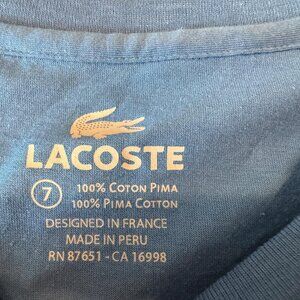 LACOSTE
7 100% COTON PIMA
100% PIMA COTTON
DESIGNED IN FRANCE
MADE IN PERU
RN 87651 - CA 16998